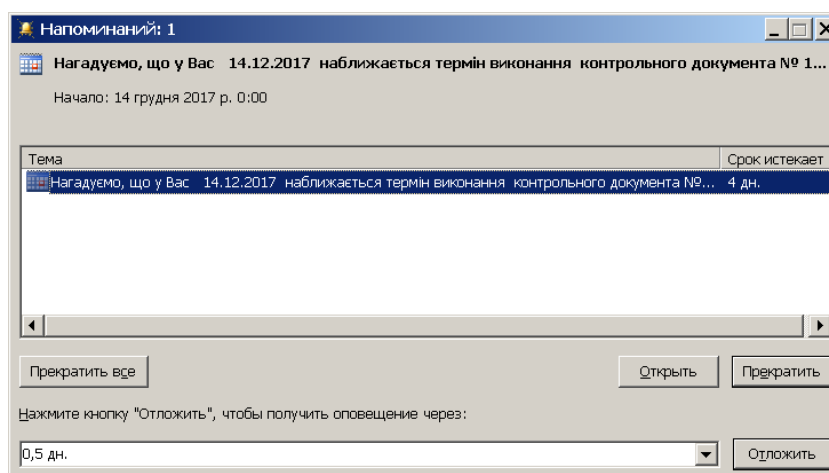 Напоминаний: 1
Нагадуємо, що у Вас 14.12.2017 наближається термін виконання контрольного документа № 1...
Начало: 14 грудня 2017 р. 0:00
Тема Срок истекает
Нагадуємо, що у Вас 14.12.2017 наближається термін виконання контрольного документа №... 4 дн.
Прекратить все Открыть Прекратить
Нажмите кнопку "Отложить", чтобы получить оповещение через:
0,5 дн. Отложить